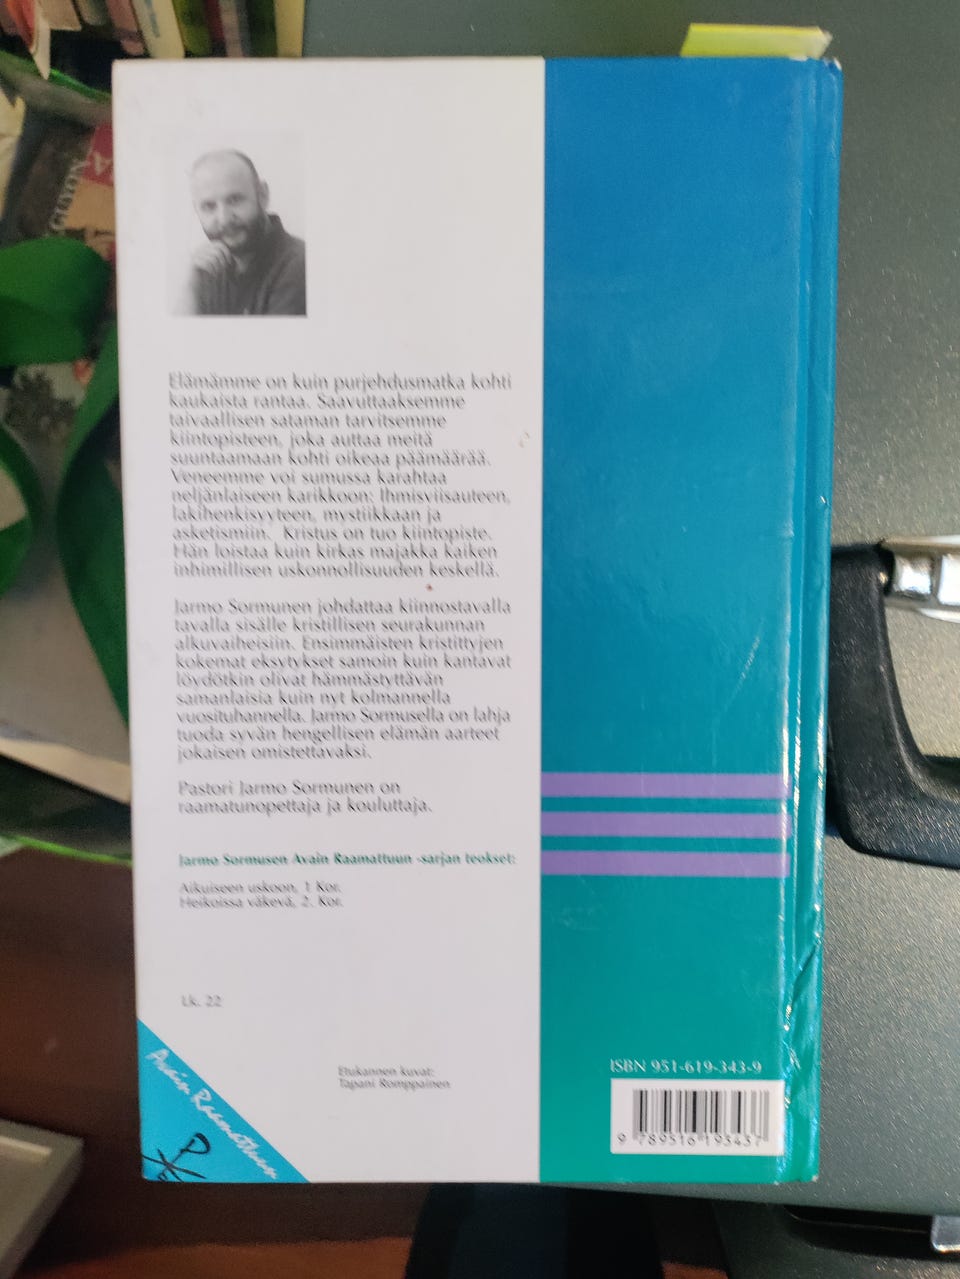 Elämämme on kuin purjehdusmatka kohti
kaukaista rantaa. Saavuttaaksemme
taivaallisen sataman tarvitsemme
kiintopisteen, joka auttaa meitä
suuntaamaan kohti oikeaa päämäärää.
Veneemme voi sumussa karahtaa
neljänlaiseen karikkoon: Ihmisviisauteen,
lakihenkisyyteen, mystiikkaan ja
asketismiin. Kristus on tuo kiintopiste.
Hän loistaa kuin kirkas majakka kaiken
inhimillisen uskonnollisuuden keskellä.
Jarmo Sormunen johdattaa kiinnostavalla
tavalla sisälle kristillisen seurakunnan
alkuvaiheisiin. Ensimmäisten kristittyjen
kokemat eksytykset samoin kuin kantavat
löydötkin olivat hämmästyttävän
samanlaisia kuin nyt kolmannella
vuosituhannella. Jarmo Sormusella on lahja
tuoda syvän hengellisen elämän aarteet
jokaisen omistettavaksi.
Pastori Jarmo Sormunen on
raamatunopettaja ja kouluttaja.
Jarmo Sormusen Avain Raamattuun -sarjan teokset:
Aikuiseen uskoon, 1 Kor.
Heikoissa väkevä, 2. Kor.
Lk. 22
Etukannen kuvat:
Tapani Romppainen
Avain Raamattuun
ISBN 951-619-343-9
9 789516 193437